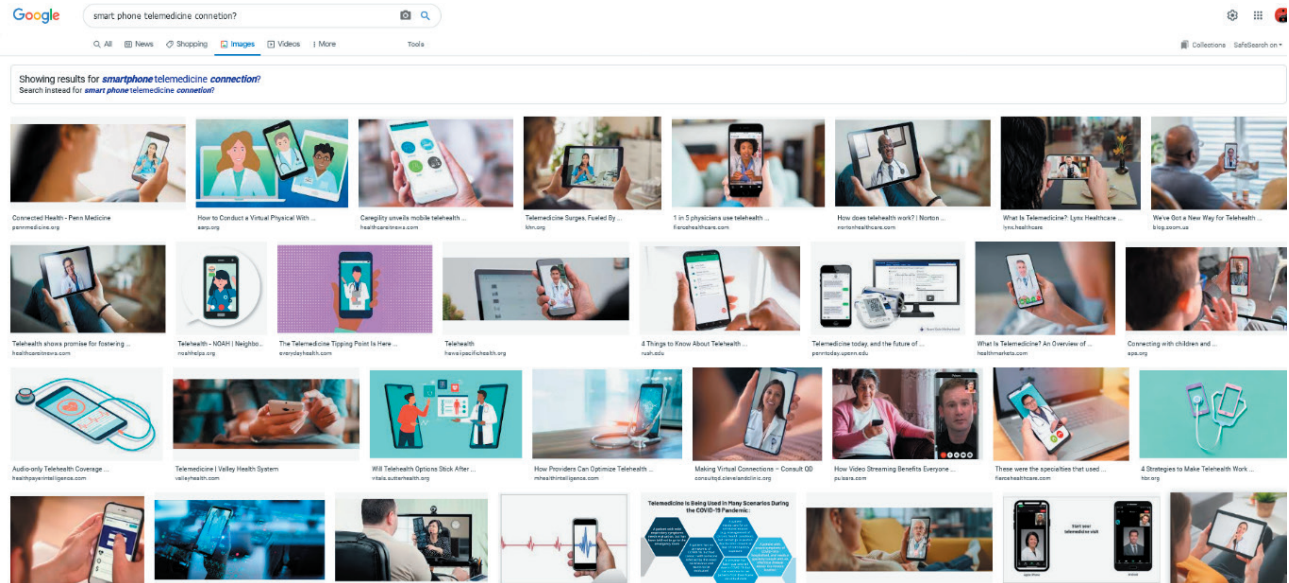 Google
smart phone telemedicine connetion?
All News Shopping Images Videos More Tools
Collections SafeSearch on
Showing results for smartphone telemedicine connection?
Search instead for smart phone telemedicine connetion?
Connected Health - Penn Medicine
pennmedicine.org
How to Conduct a Virtual Physical With ...
aarp.org
Caregility unveils mobile telehealth ...
healthcareitnews.com
Telemedicine Surges, Fueled By ...
khn.org
1 in 5 physicians use telehealth ...
fiercehealthcare.com
How does telehealth work? | Norton ...
nortonhealthcare.com
What Is Telemedicine?: Lynx Healthcare ...
lynx.healthcare
We've Got a New Way for Telehealth ...
blog.zoom.us
Telehealth shows promise for fostering ...
healthcareitnews.com
Telehealth - NOAH | Neighbo...
noahhelps.org
The Telemedicine Tipping Point Is Here ...
everydayhealth.com
Telehealth
hawaiipacifichealth.org
4 Things to Know About Telehealth ...
rush.edu
Telemedicine today, and the future of ...
penntoday.upenn.edu
What Is Telemedicine? An Overview of ...
healthmarkets.com
Connecting with children and ...
apa.org
Audio-only Telehealth Coverage ...
healthpayerintelligence.com
Telemedicine | Valley Health System
valleyhealth.com
Will Telehealth Options Stick After ...
vitals.sutterhealth.org
How Providers Can Optimize Telehealth ...
mhealthintelligence.com
Making Virtual Connections – Consult QD
consultqd.clevelandclinic.org
How Video Streaming Benefits Everyone ...
pulsara.com
These were the specialties that used ...
fiercehealthcare.com
4 Strategies to Make Telehealth Work ...
hbr.org
Telemedicine Is Being Used in Many Scenarios During
the COVID-19 Pandemic:
Start your
telemedicine visit